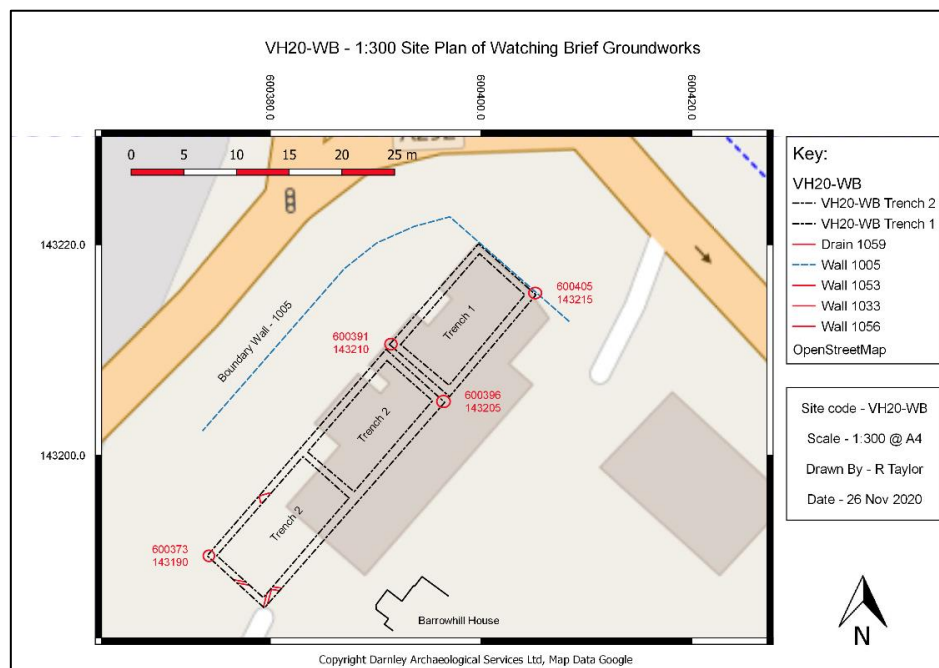 VH20-WB - 1:300 Site Plan of Watching Brief Groundworks
600380.0
600400.0
600420.0
0 5 10 15 20 25 m
143220.0
143200.0
600405
143215
600391
143210
600396
143205
600373
143190
Boundary Wall - 1005
Trench 1
Trench 2
Trench 2
Barrowhill House
Key:
VH20-WB
VH20-WB Trench 2
VH20-WB Trench 1
Drain 1059
Wall 1005
Wall 1053
Wall 1033
Wall 1056
OpenStreetMap
Site code - VH20-WB
Scale - 1:300 @ A4
Drawn By - R Taylor
Date - 26 Nov 2020
N
Copyright Darnley Archaeological Services Ltd, Map Data Google